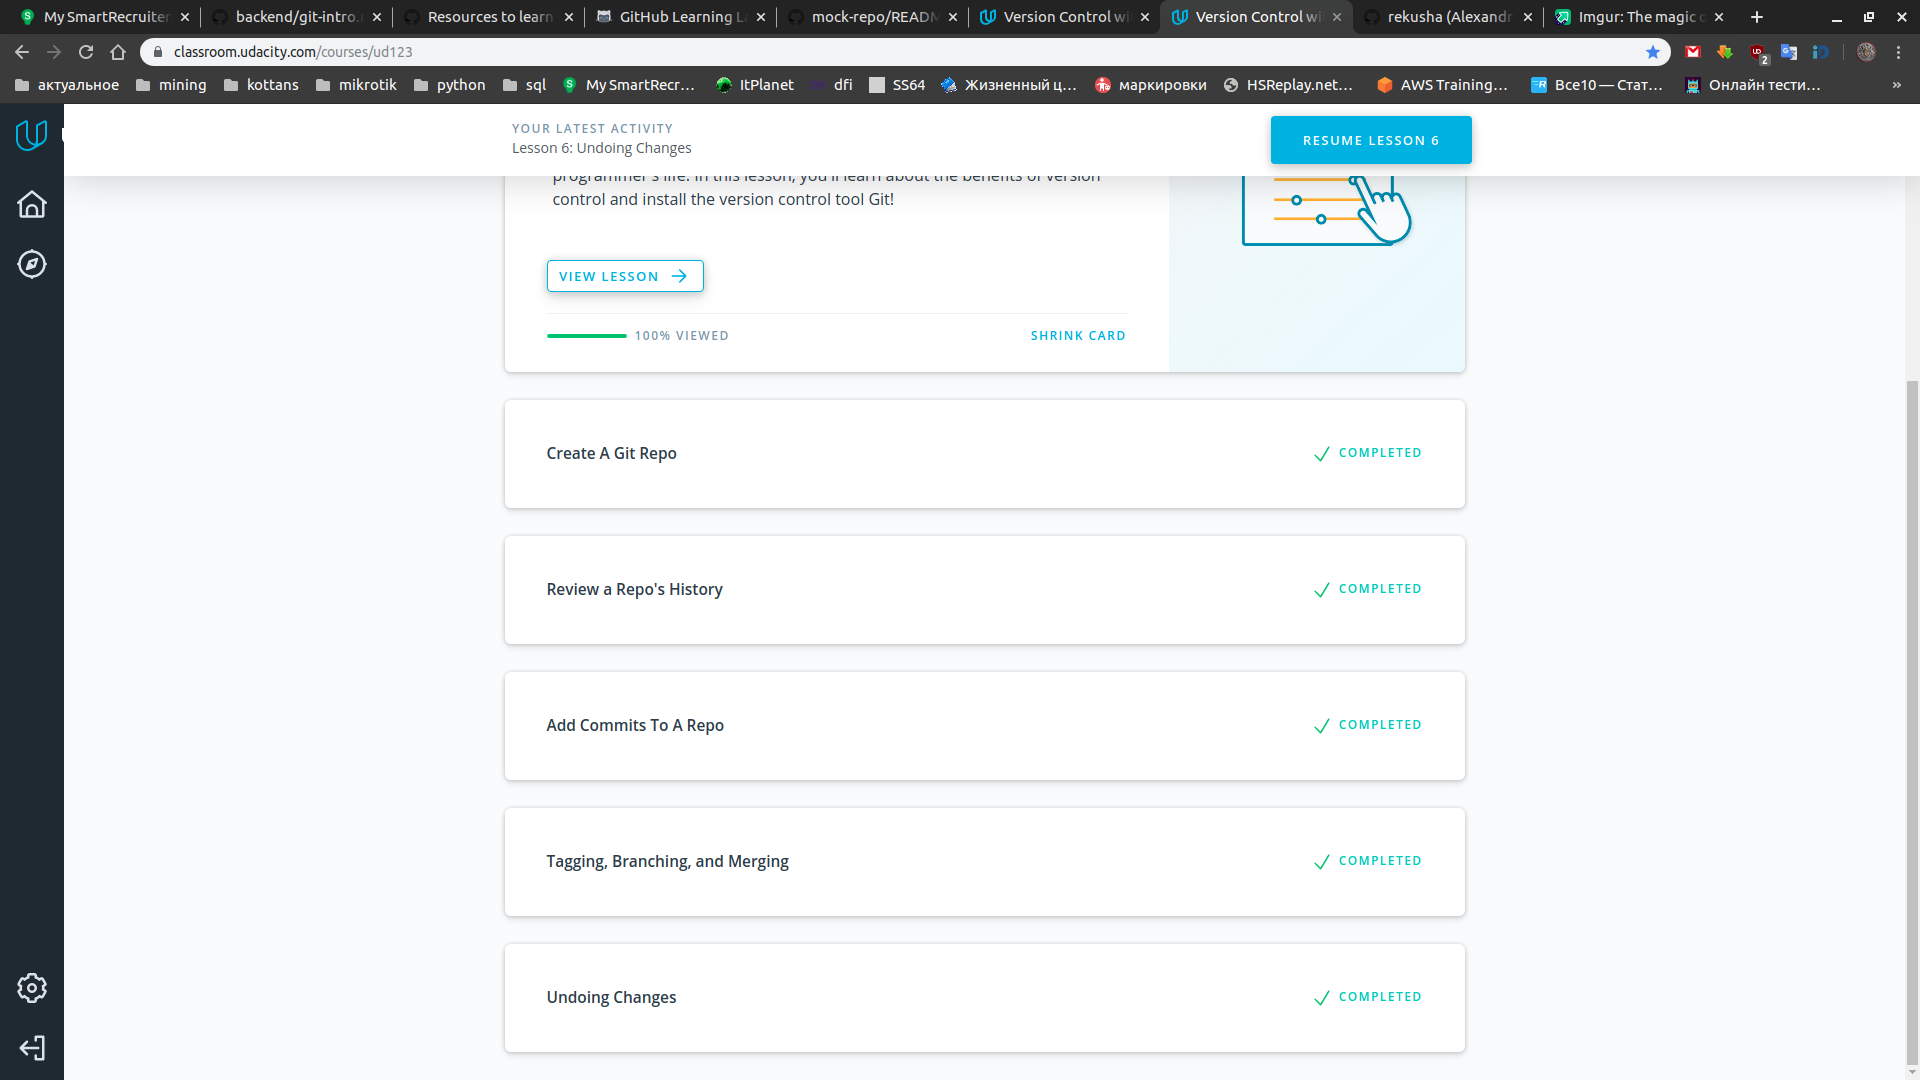 My SmartRecruiter
backend/git-intro.
Resources to learn
GitHub Learning L
mock-repo/READM
Version Control wi
Version Control wi
rekusha (Alexandr
Imgur: The magic
classroom.udacity.com/courses/ud123
2
актуальное
mining
kottans
mikrotik
python
sql
My SmartRecr...
ItPlanet
dfi
SS64
Жизненный ц...
маркировки
HSReplay.net...
AWS Training...
Все10 — Стат...
Онлайн тести...
»
YOUR LATEST ACTIVITY
Lesson 6: Undoing Changes
RESUME LESSON 6
programmer's life. In this lesson, you'll learn about the benefits of version
control and install the version control tool Git!
VIEW LESSON
100% VIEWED
SHRINK CARD
Create A Git Repo
COMPLETED
Review a Repo's History
COMPLETED
Add Commits To A Repo
COMPLETED
Tagging, Branching, and Merging
COMPLETED
Undoing Changes
COMPLETED